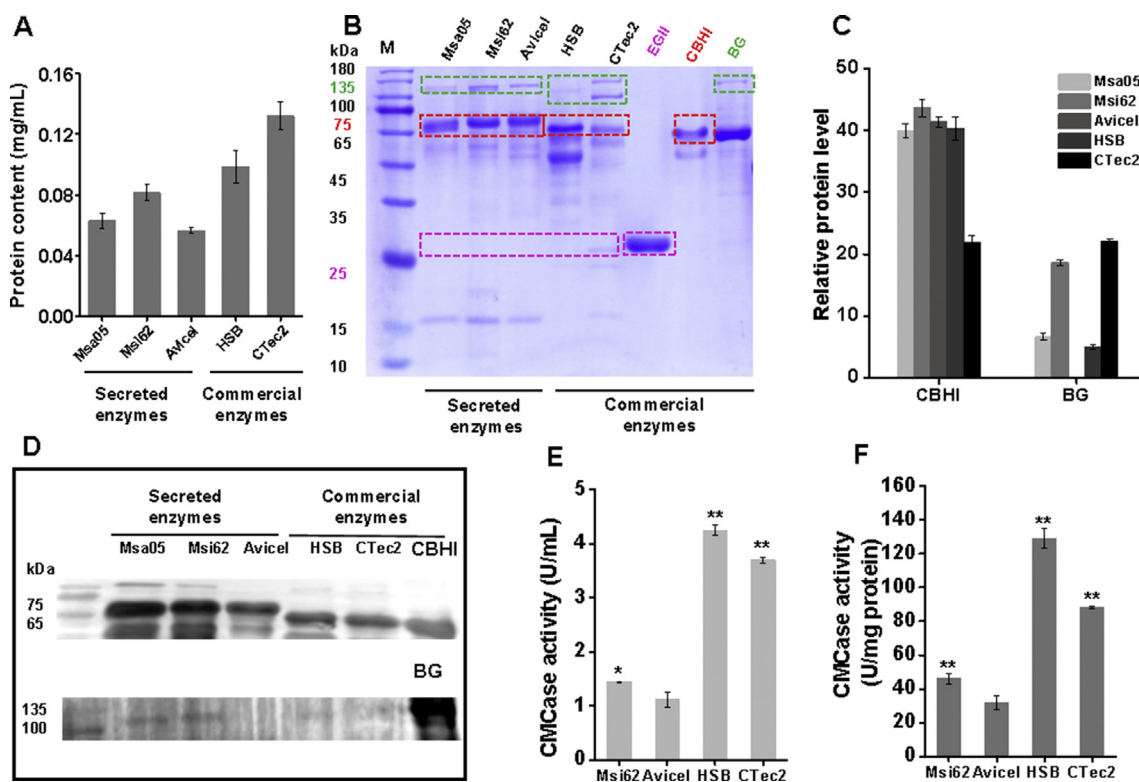 A
Protein content (mg/mL)
0.16
0.12
0.08
0.04
0.00
Msa05 Msi62 Avicel HSB CTec2
Secreted enzymes
Commercial enzymes
B
kDa M Msa05 Msi62 Avicel HSB CTec2 EGII CBHI BG
180
135
100
75
65
45
35
25
15
10
Secreted enzymes
Commercial enzymes
C
Relative protein level
50
40
30
20
10
0
CBHI BG
Msa05
Msi62
Avicel
HSB
CTec2
D
Secreted enzymes
Commercial enzymes
Msa05 Msi62 Avicel HSB CTec2 CBHI
kDa
75
65
BG
135
100
E
CMCase activity (U/mL)
5
4
3
2
1
0
* ** **
Msi62 Avicel HSB CTec2
F
CMCase activity
(U/mg protein)
160
140
120
100
80
60
40
20
0
** ** **
Msi62 Avicel HSB CTec2